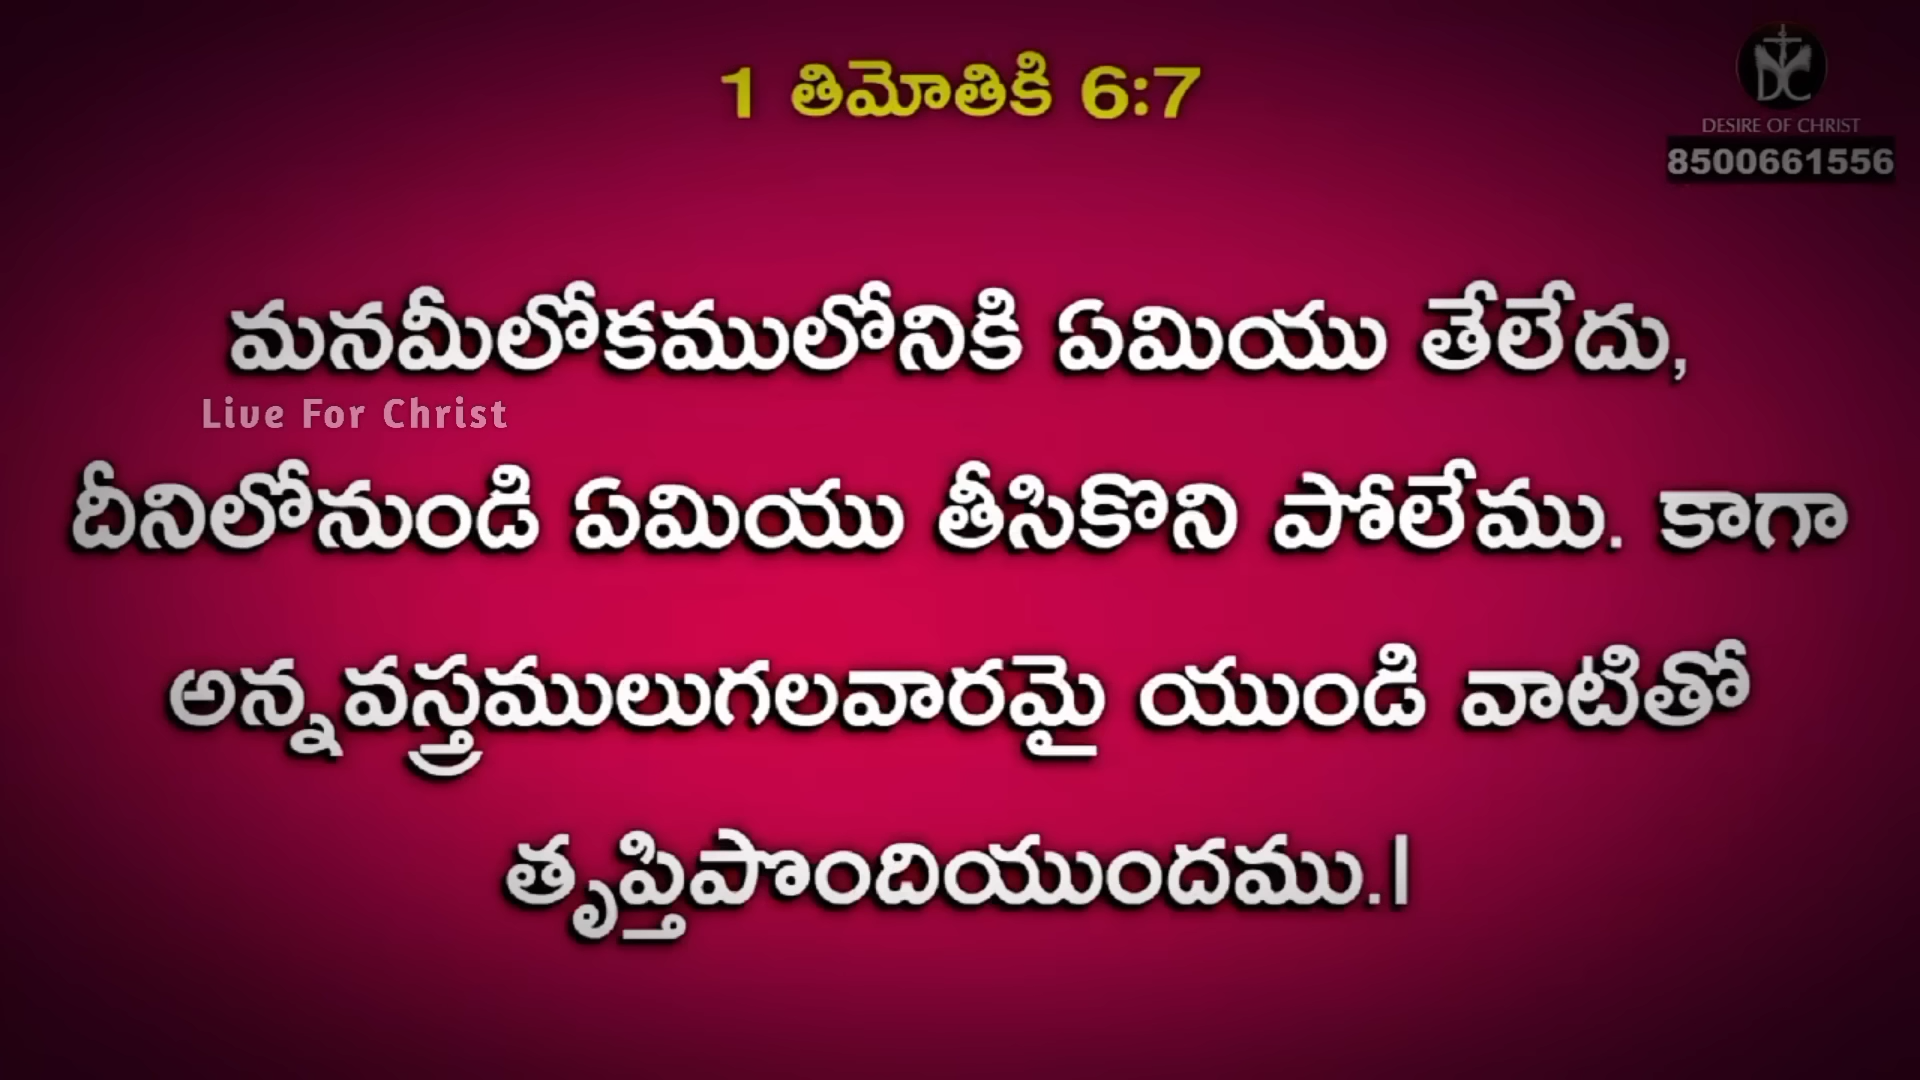 1 తిమోతికి 6:7
DC
DESIRE OF CHRIST
8500661556
మనమీలోకములోనికి ఏమియు తేలేదు,
Live For Christ
దీనిలోనుండి ఏమియు తీసికొని పోలేము. కాగా
అన్నవస్త్రములుగలవారమై యుండి వాటితో
తృప్తిపొందియుందము.|